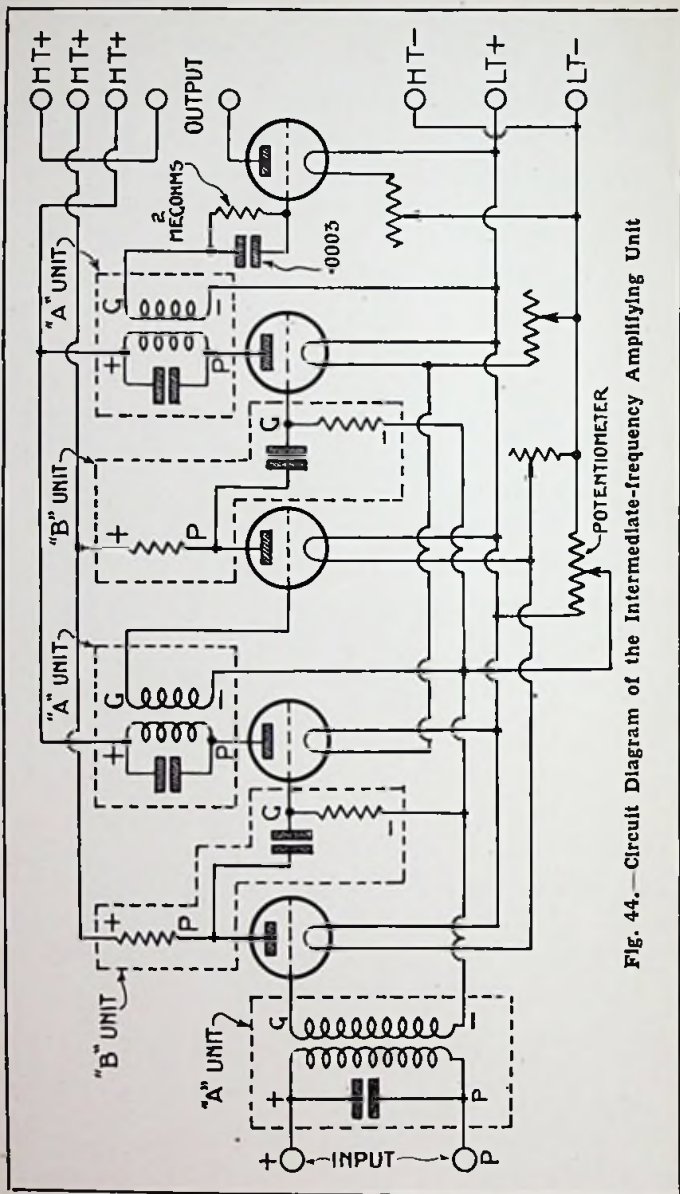 "B" UNIT
"A" UNIT
"B" UNIT
"A" UNIT
HT+
HT+
HT+
OUTPUT
HT-
LT+
LT-
+
P
G
-
+
P
G
-
+
P
G
-
+
P
G
-
2
MEGOHMS
.0003
"A" UNIT
+
P
G
-
+
INPUT
P
POTENTIOMETER
Fig. 44.—Circuit Diagram of the Intermediate-frequency Amplifying Unit